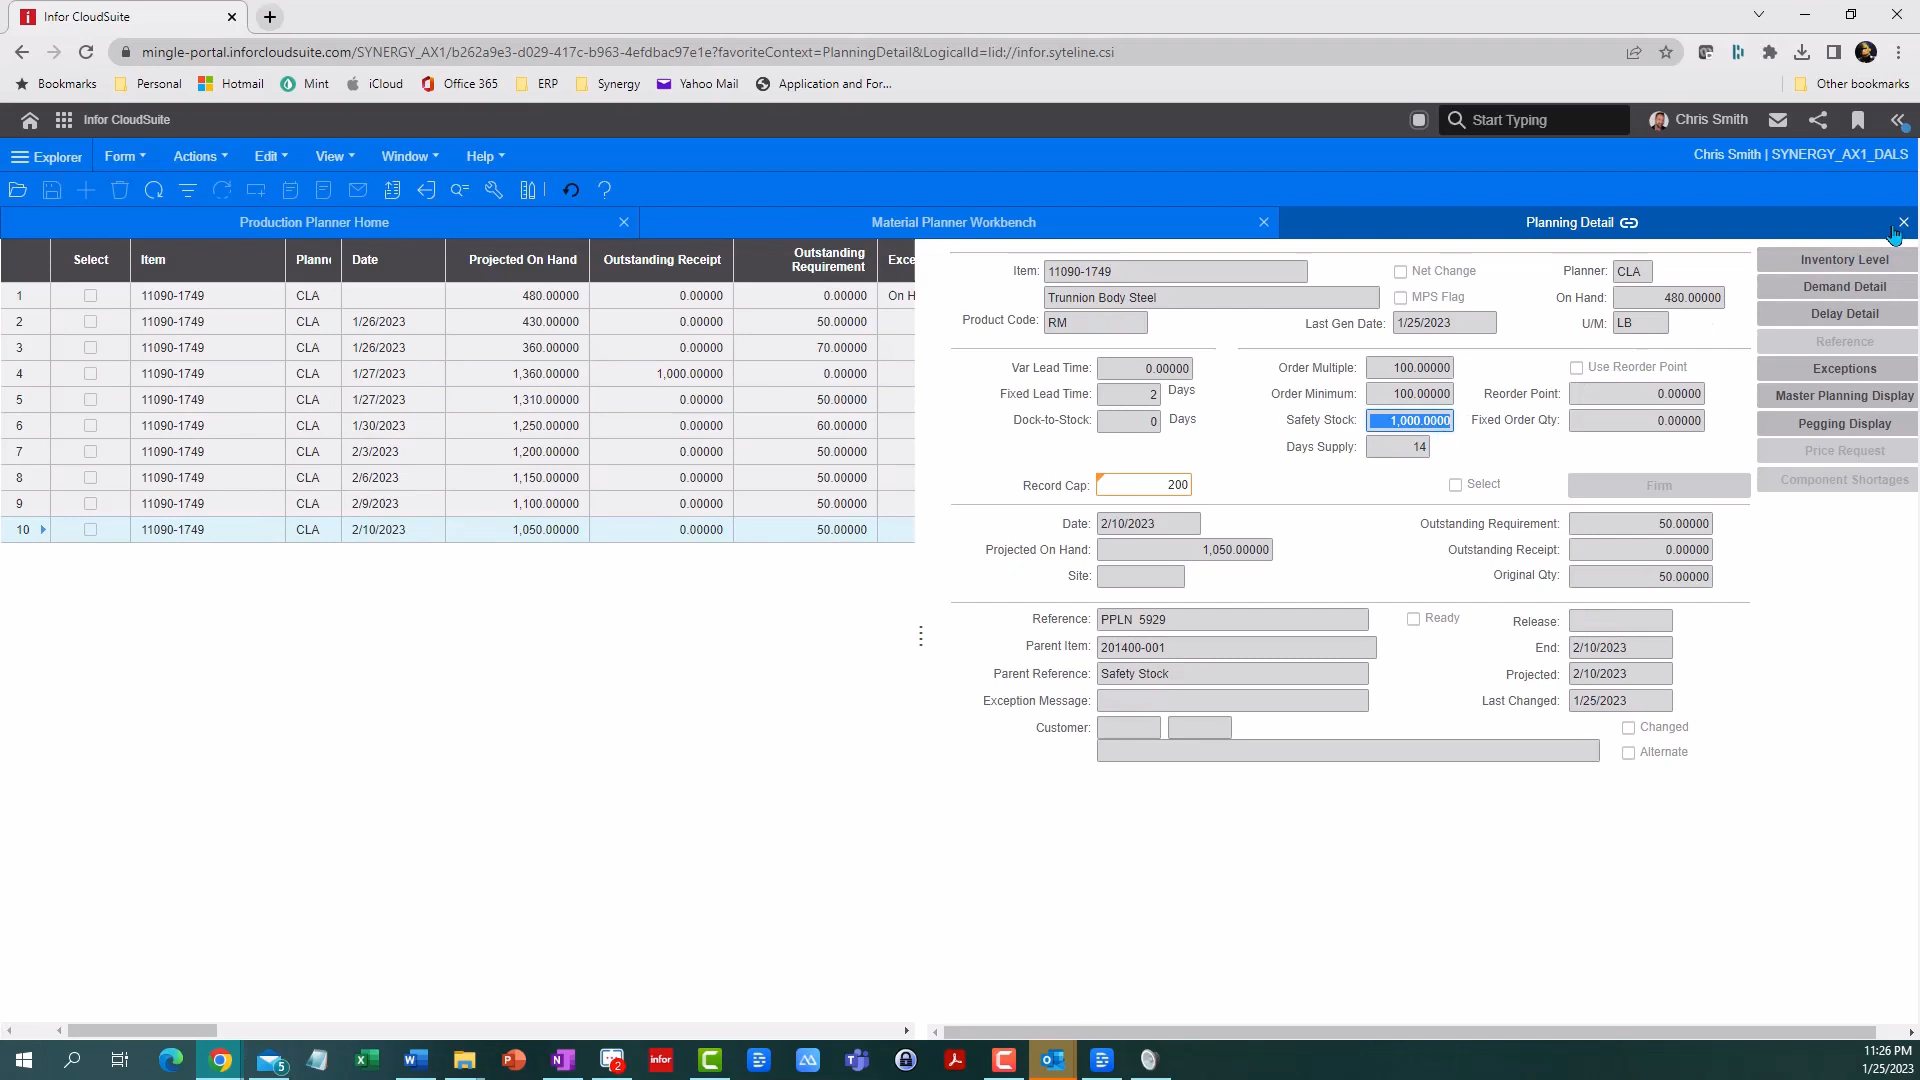 Infor CloudSuite
mingle-portal.inforcloudsuite.com/SYNERGY_AX1/b262a9e3-d029-417c-b963-4efdbac97e1e?favoriteContext=PlanningDetail&LogicalId=lid://infor.syteline.csi
Bookmarks Personal Hotmail Mint iCloud Office 365 ERP Synergy Yahoo Mail Application and For... Other bookmarks
Infor CloudSuite Start Typing Chris Smith
Explorer Form Actions Edit View Window Help Chris Smith | SYNERGY_AX1_DALS
Production Planner Home Material Planner Workbench Planning Detail
Select Item Plann Date Projected On Hand Outstanding Receipt Outstanding Requirement Exce
1 11090-1749 CLA 480.00000 0.00000 0.00000 On H
2 11090-1749 CLA 1/26/2023 430.00000 0.00000 50.00000
3 11090-1749 CLA 1/26/2023 360.00000 0.00000 70.00000
4 11090-1749 CLA 1/27/2023 1,360.00000 1,000.00000 0.00000
5 11090-1749 CLA 1/27/2023 1,310.00000 0.00000 50.00000
6 11090-1749 CLA 1/30/2023 1,250.00000 0.00000 60.00000
7 11090-1749 CLA 2/3/2023 1,200.00000 0.00000 50.00000
8 11090-1749 CLA 2/6/2023 1,150.00000 0.00000 50.00000
9 11090-1749 CLA 2/9/2023 1,100.00000 0.00000 50.00000
10 11090-1749 CLA 2/10/2023 1,050.00000 0.00000 50.00000
Item: 11090-1749 Net Change Planner: CLA
Trunnion Body Steel MPS Flag On Hand: 480.00000
Product Code: RM Last Gen Date: 1/25/2023 U/M: LB
Var Lead Time: 0.00000 Order Multiple: 100.00000 Use Reorder Point
Fixed Lead Time: 2 Days Order Minimum: 100.00000 Reorder Point: 0.00000
Dock-to-Stock: 0 Days Safety Stock: 1,000.0000 Fixed Order Qty: 0.00000
Days Supply: 14
Record Cap: 200 Select Firm
Date: 2/10/2023 Outstanding Requirement: 50.00000
Projected On Hand: 1,050.00000 Outstanding Receipt: 0.00000
Site: Original Qty: 50.00000
Reference: PPLN 5929 Ready Release:
Parent Item: 201400-001 End: 2/10/2023
Parent Reference: Safety Stock Projected: 2/10/2023
Exception Message: Last Changed: 1/25/2023
Customer: Changed
Alternate
Inventory Level
Demand Detail
Delay Detail
Reference
Exceptions
Master Planning Display
Pegging Display
Price Request
Component Shortages
5 2 infor
11:26 PM
1/25/2023